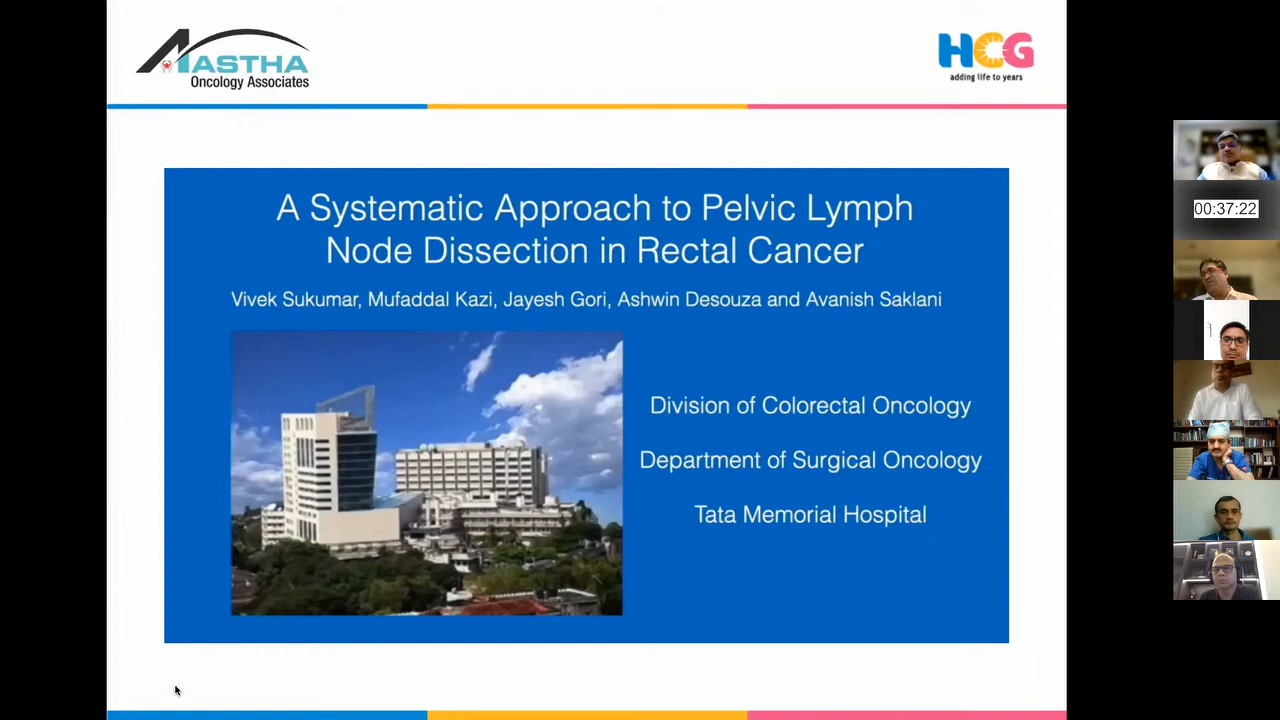 AASTHA
Oncology Associates
HCG
adding life to years
A Systematic Approach to Pelvic Lymph
Node Dissection in Rectal Cancer
Vivek Sukumar, Mufaddal Kazi, Jayesh Gori, Ashwin Desouza and Avanish Saklani
Division of Colorectal Oncology
Department of Surgical Oncology
Tata Memorial Hospital
00:37:22